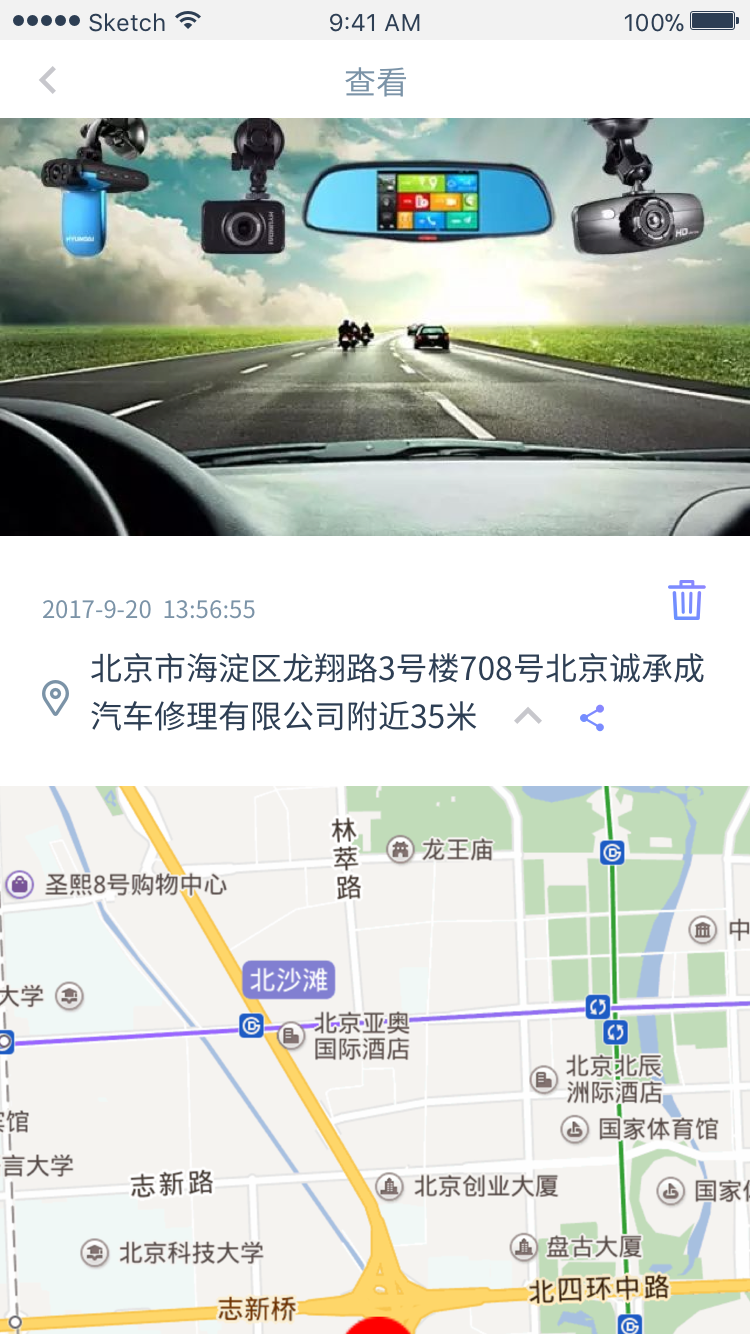 Sketch 9:41 AM 100%
查看
HYUNDAI
HYUNDAI
HD
2017-9-20 13:56:55
北京市海淀区龙翔路3号楼708号北京诚承成
汽车修理有限公司附近35米
林萃路
龙王庙
圣熙8号购物中心
中
大学
北沙滩
北京亚奥
国际酒店
北京北辰
洲际酒店
国家体育馆
宾馆
言大学
志新路
北京创业大厦
国家体
北京科技大学
盘古大厦
北四环中路
志新桥